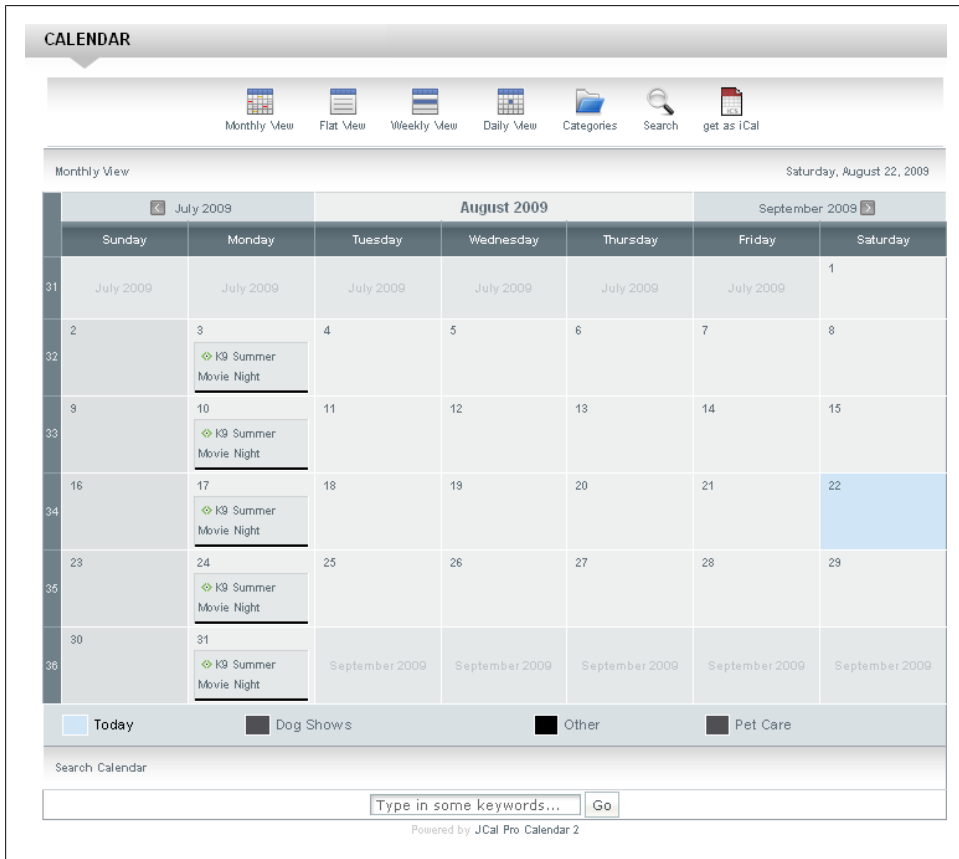 CALENDAR
Monthly View Flat View Weekly View Daily View Categories Search get as iCal
Monthly View Saturday, August 22, 2009
July 2009 August 2009 September 2009
Sunday Monday Tuesday Wednesday Thursday Friday Saturday
1
31 July 2009 July 2009 July 2009 July 2009 July 2009 July 2009
2 3 4 5 6 7 8
32 K9 Summer
Movie Night
9 10 11 12 13 14 15
33 K9 Summer
Movie Night
16 17 18 19 20 21 22
34 K9 Summer
Movie Night
23 24 25 26 27 28 29
35 K9 Summer
Movie Night
30 31
36 K9 Summer September 2009 September 2009 September 2009 September 2009 September 2009
Movie Night
Today Dog Shows Other Pet Care
Search Calendar
Type in some keywords... Go
Powered by JCal Pro Calendar 2